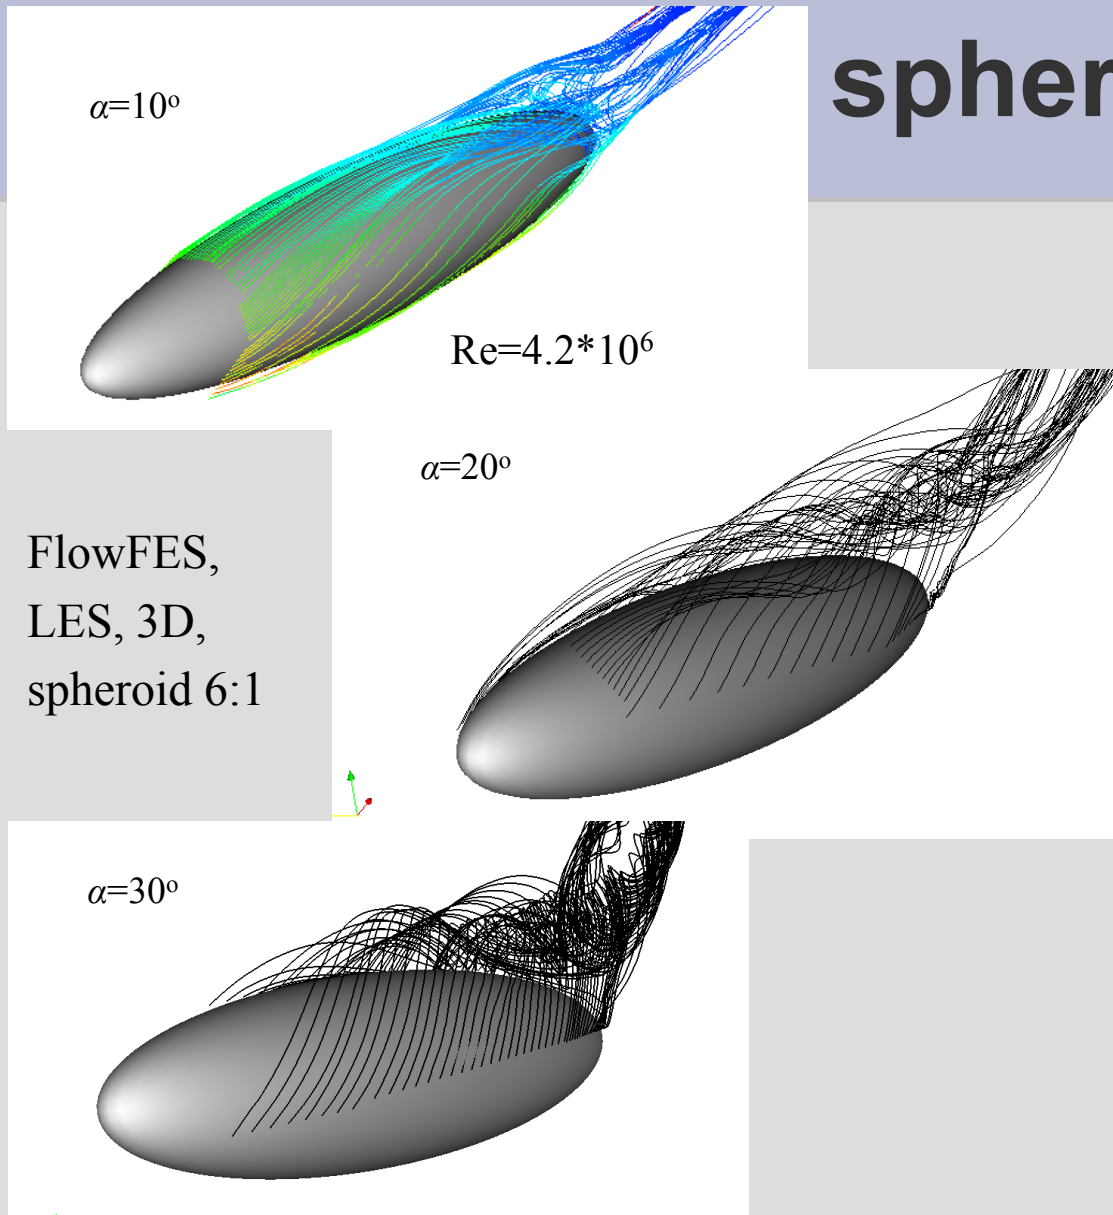 spher
α=10º
Re=4.2*10⁶
α=20º
FlowFES,
LES, 3D,
spheroid 6:1
α=30º